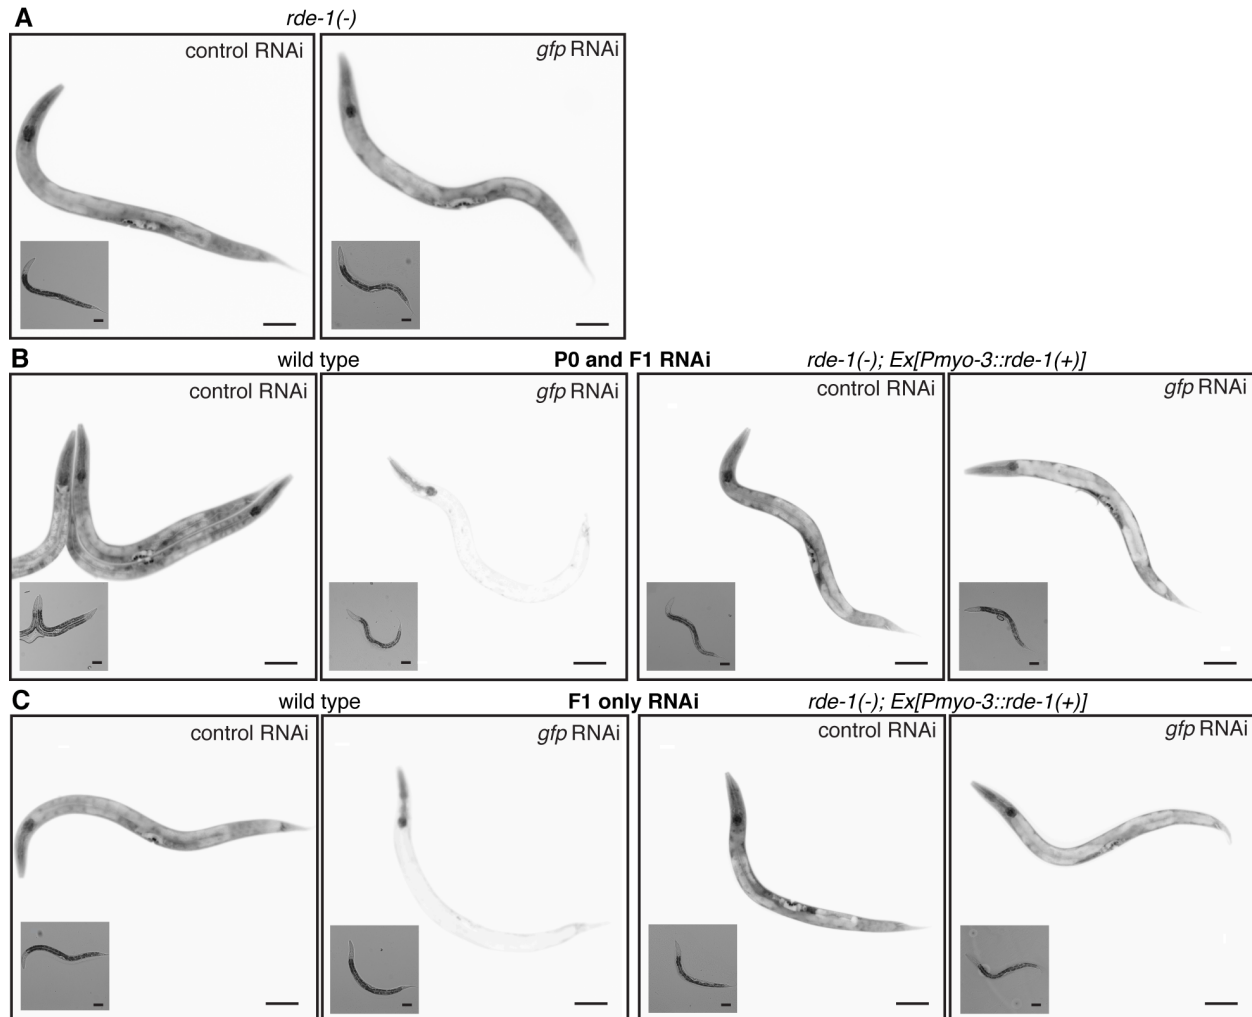 A
rde-1(-)
control RNAi
gfp RNAi
B
wild type
P0 and F1 RNAi
rde-1(-); Ex[Pmyo-3::rde-1(+)]
control RNAi
gfp RNAi
control RNAi
gfp RNAi
C
wild type
F1 only RNAi
rde-1(-); Ex[Pmyo-3::rde-1(+)]
control RNAi
gfp RNAi
control RNAi
gfp RNAi